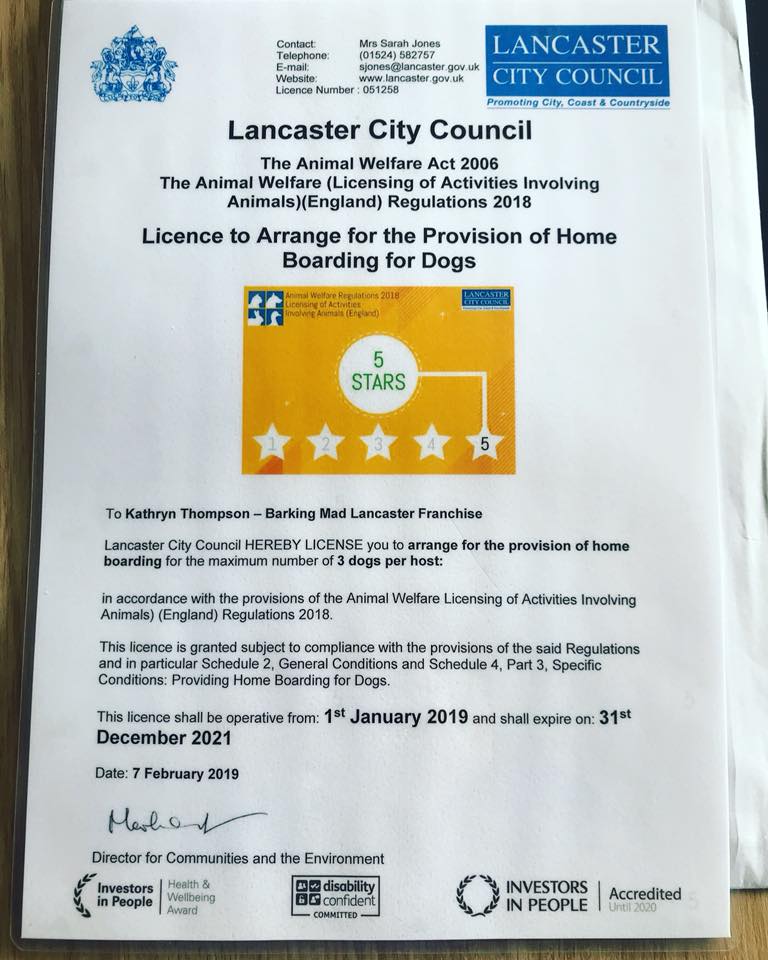 Contact: Mrs Sarah Jones
Telephone: (01524) 582757
E-mail: sjones@lancaster.gov.uk
Website: www.lancaster.gov.uk
Licence Number : 051258
LANCASTER
CITY COUNCIL
Promoting City, Coast & Countryside
Lancaster City Council
The Animal Welfare Act 2006
The Animal Welfare (Licensing of Activities Involving
Animals)(England) Regulations 2018
Licence to Arrange for the Provision of Home
Boarding for Dogs
Animal Welfare Regulations 2018
Licensing of Activities
Involving Animals (England)
LANCASTER
CITY COUNCIL
5
STARS
1 2 3 4 5
To Kathryn Thompson – Barking Mad Lancaster Franchise
Lancaster City Council HEREBY LICENSE you to arrange for the provision of home
boarding for the maximum number of 3 dogs per host:
in accordance with the provisions of the Animal Welfare Licensing of Activities Involving
Animals) (England) Regulations 2018.
This licence is granted subject to compliance with the provisions of the said Regulations
and in particular Schedule 2, General Conditions and Schedule 4, Part 3, Specific
Conditions: Providing Home Boarding for Dogs.
This licence shall be operative from: 1st January 2019 and shall expire on: 31st
December 2021
Date: 7 February 2019
Director for Communities and the Environment
Investors
in People
Health &
Wellbeing
Award
disability
confident
COMMITTED
INVESTORS
IN PEOPLE
Accredited
Until 2020